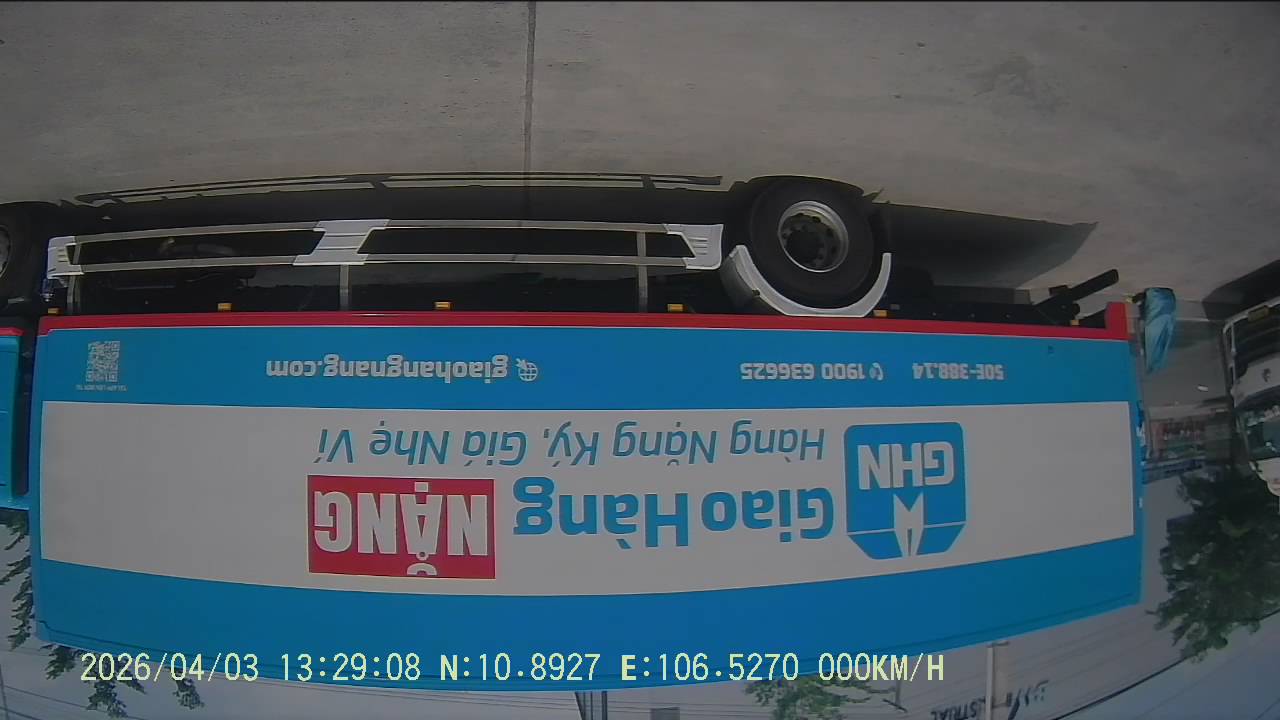 GHN
Giao Hàng NẶNG
Hàng Nặng Ký, Giá Nhẹ Ví
50E-388.14
1900 636625
giaohangnang.com
2026/04/03 13:29:08 N:10.8927 E:106.5270 000KM/H